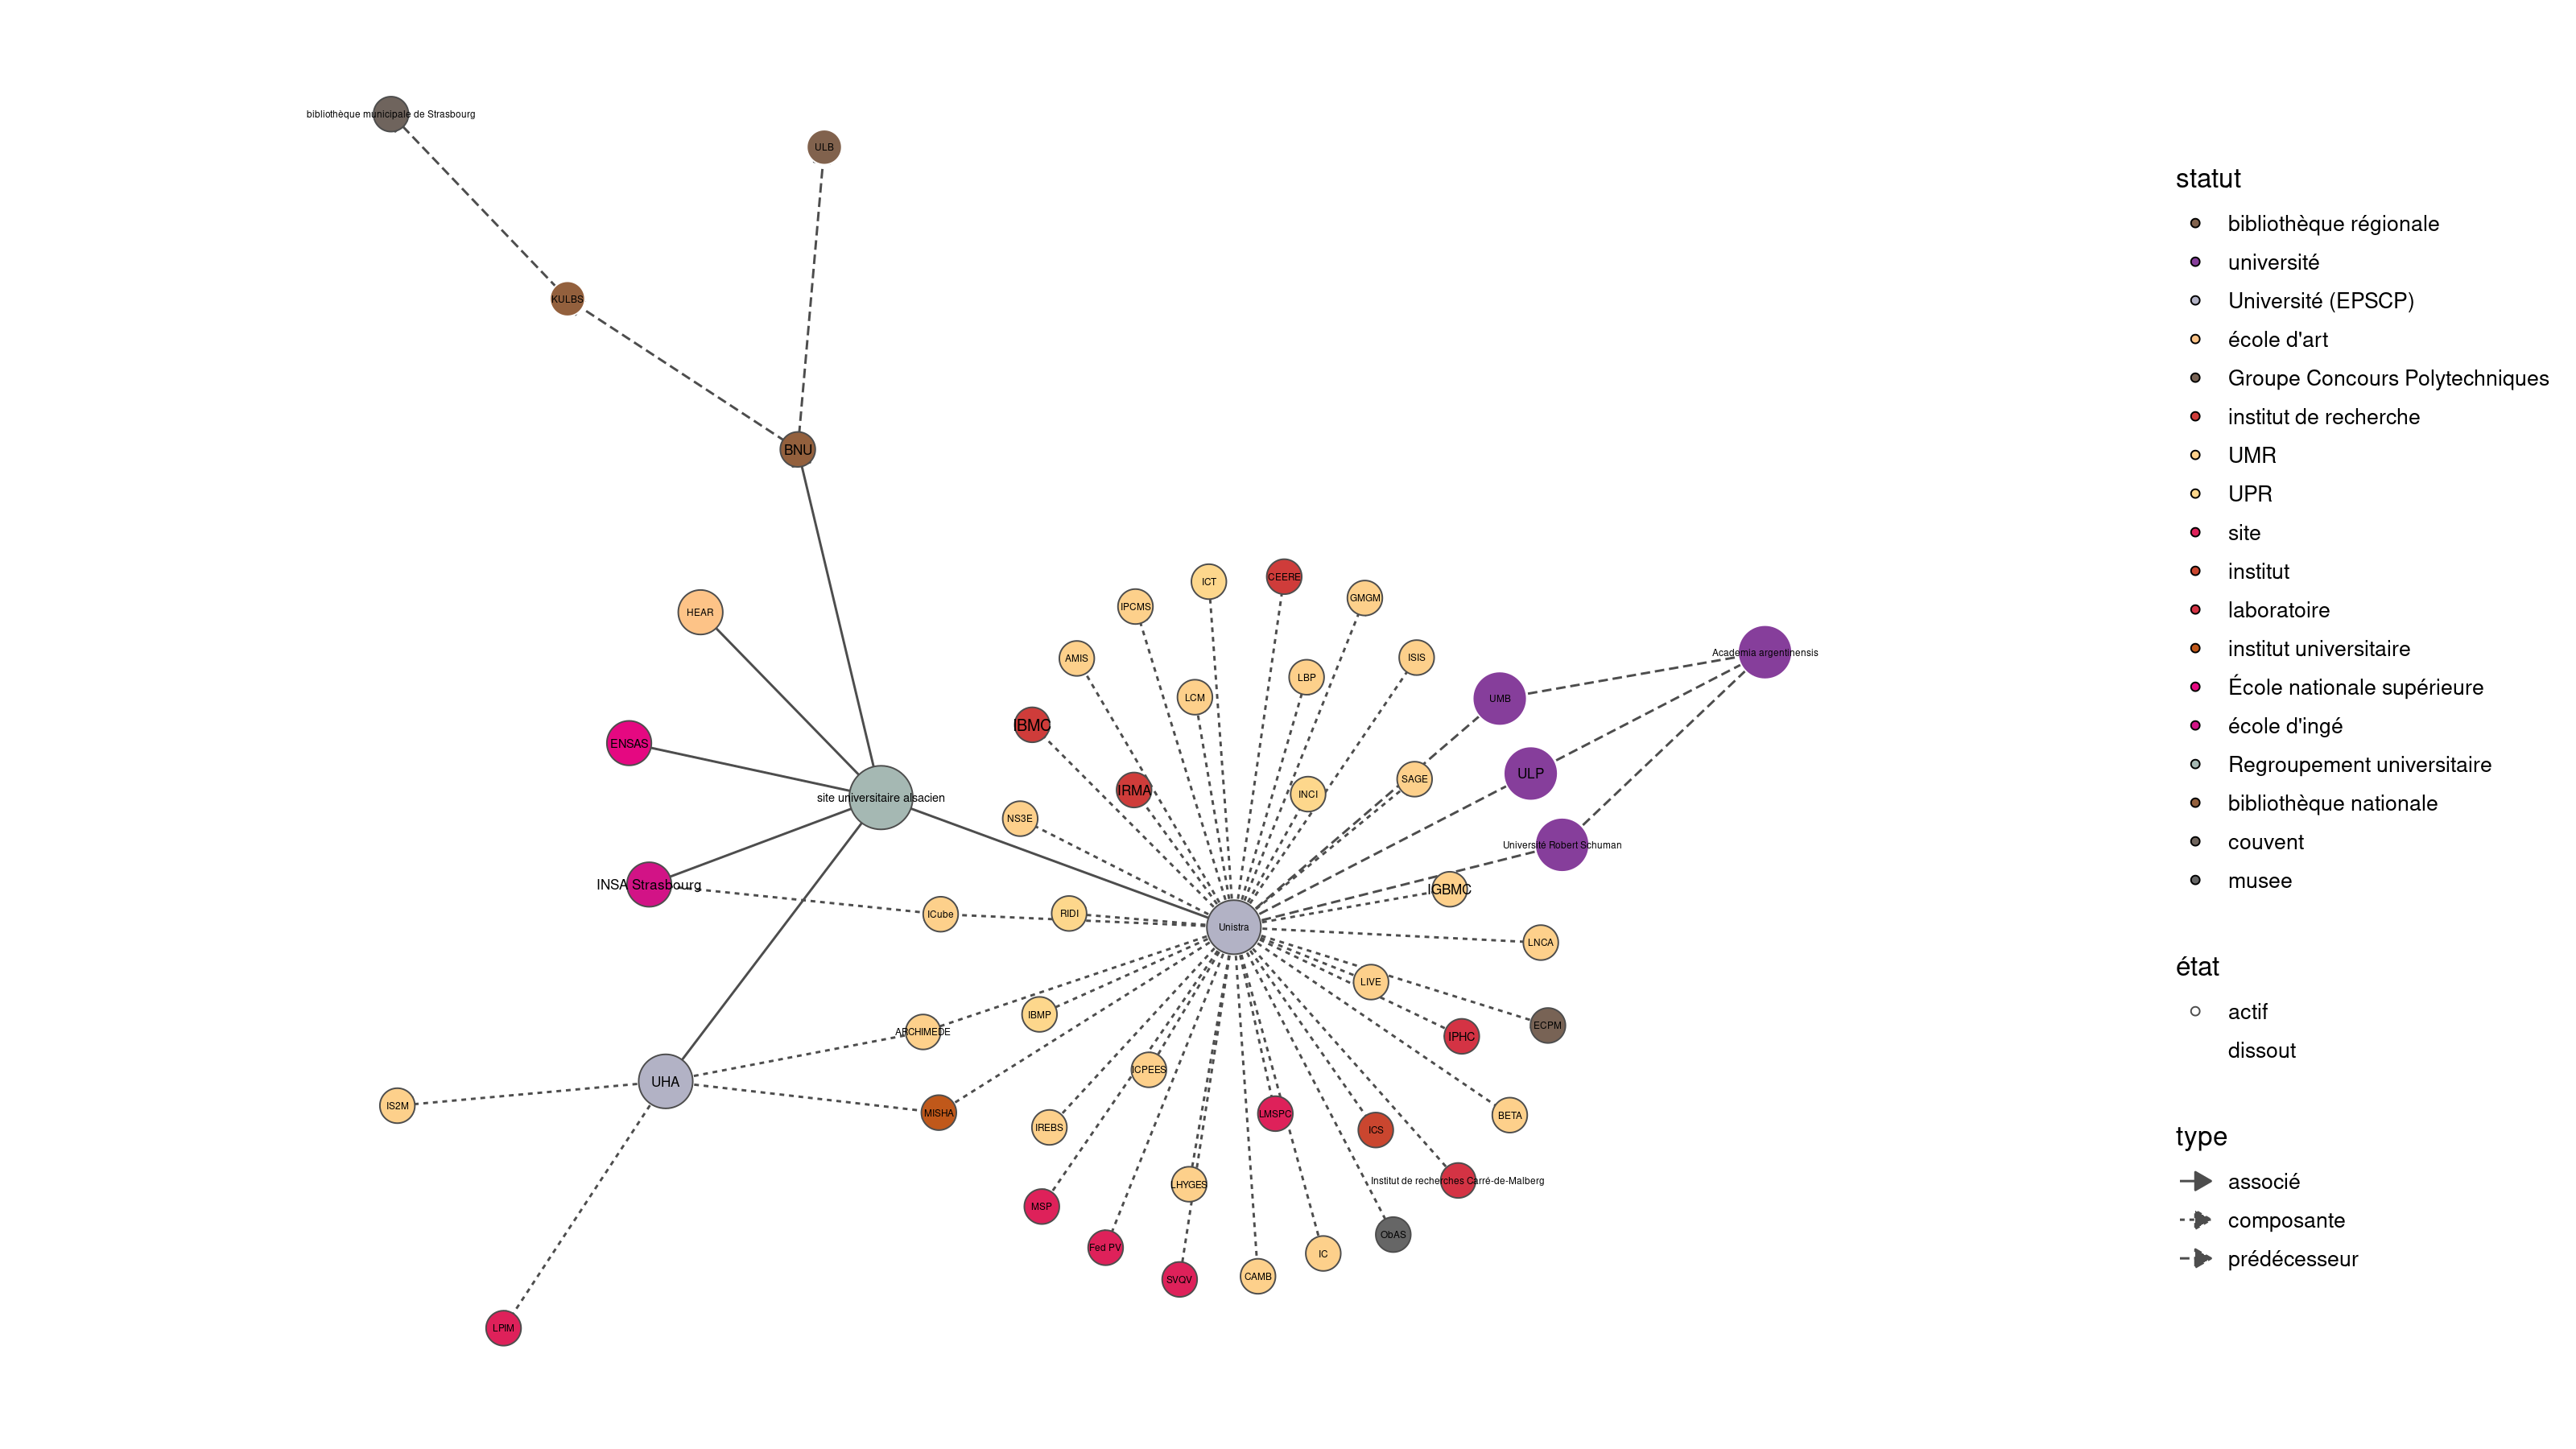 bibliothèque municipale de Strasbourg
ULB
KULBS
BNU
HEAR
ENSAS
site universitaire alsacien
INSA Strasbourg
ICT
CEERE
IPCMS
GMGM
AMIS
ISIS
LBP
LCM
IBMC
IRMA
INCI
SAGE
NS3E
UMB
Academia argentinensis
ULP
Université Robert Schuman
IGBMC
ICube
RIDI
Unistra
LNCA
LIVE
IBMP
ARCHIMEDE
IPHC
ECPM
UHA
ICPEES
IS2M
MISHA
IREBS
LMSPC
ICS
BETA
LHYGES
Institut de recherches Carré-de-Malberg
MSP
Fed PV
ObAS
IC
SVQV
CAMB
LPIM
statut
bibliothèque régionale
université
Université (EPSCP)
école d'art
Groupe Concours Polytechniques
institut de recherche
UMR
UPR
site
institut
laboratoire
institut universitaire
École nationale supérieure
école d'ingé
Regroupement universitaire
bibliothèque nationale
couvent
musee
état
actif
dissout
type
associé
composante
prédécesseur